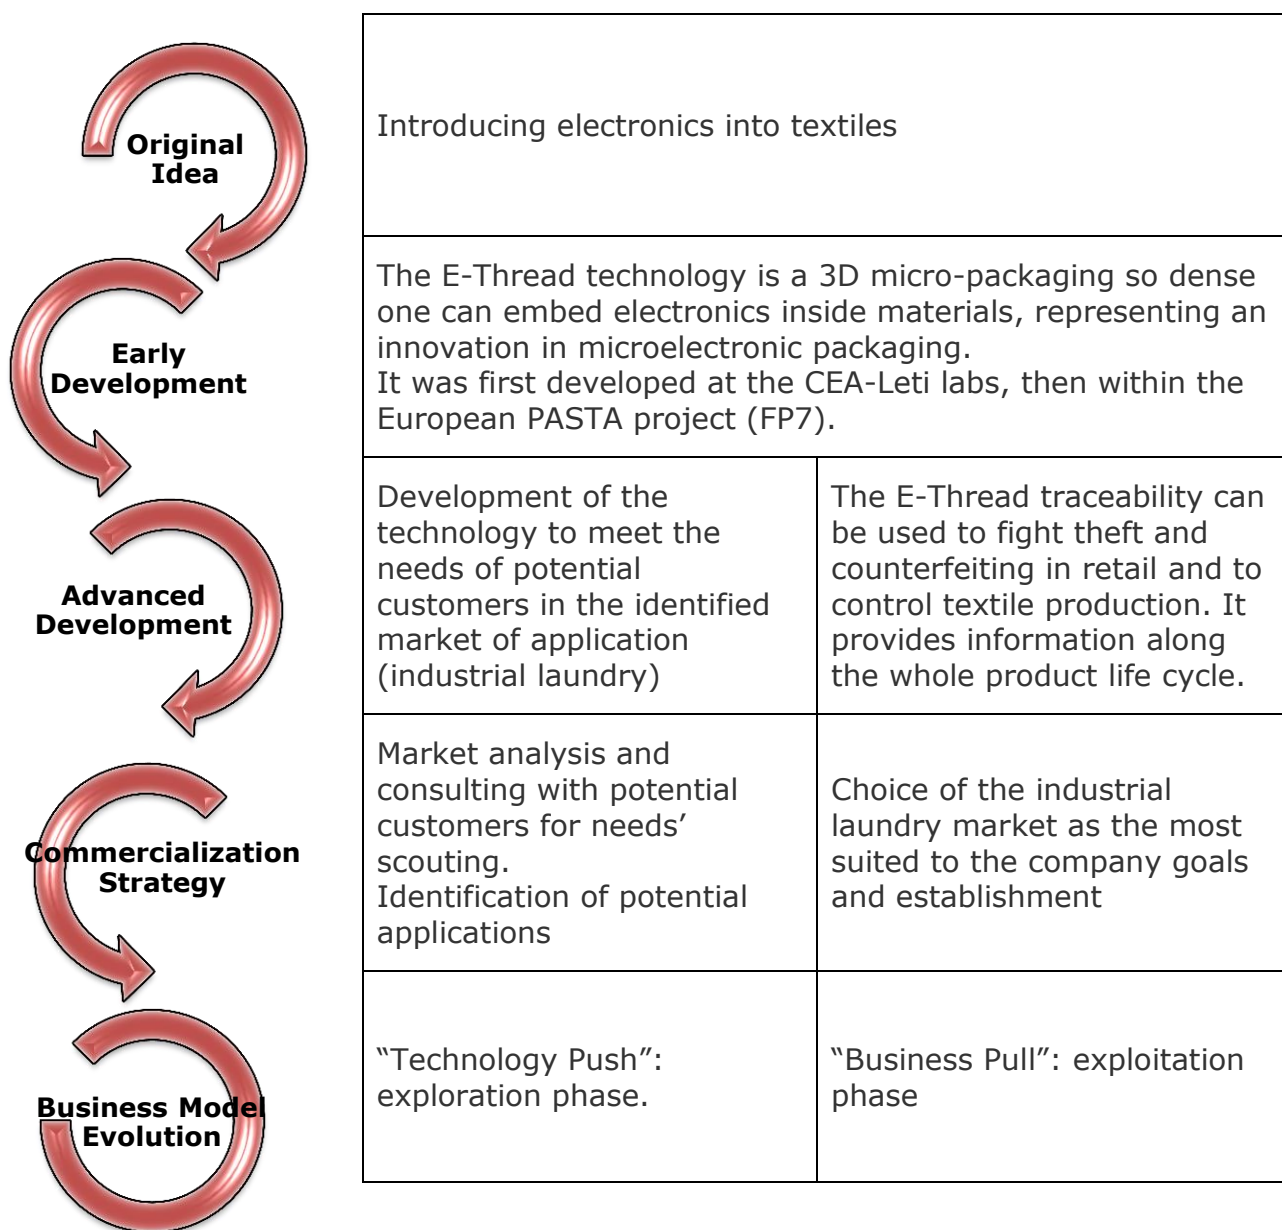 Original
Idea
Introducing electronics into textiles
Early
Development
The E-Thread technology is a 3D micro-packaging so dense
one can embed electronics inside materials, representing an
innovation in microelectronic packaging.
It was first developed at the CEA-Leti labs, then within the
European PASTA project (FP7).
Advanced
Development
Development of the
technology to meet the
needs of potential
customers in the identified
market of application
(industrial laundry)
The E-Thread traceability can
be used to fight theft and
counterfeiting in retail and to
control textile production. It
provides information along
the whole product life cycle.
Commercialization
Strategy
Market analysis and
consulting with potential
customers for needs’
scouting.
Identification of potential
applications
Choice of the industrial
laundry market as the most
suited to the company goals
and establishment
Business Model
Evolution
“Technology Push”:
exploration phase.
“Business Pull”: exploitation
phase